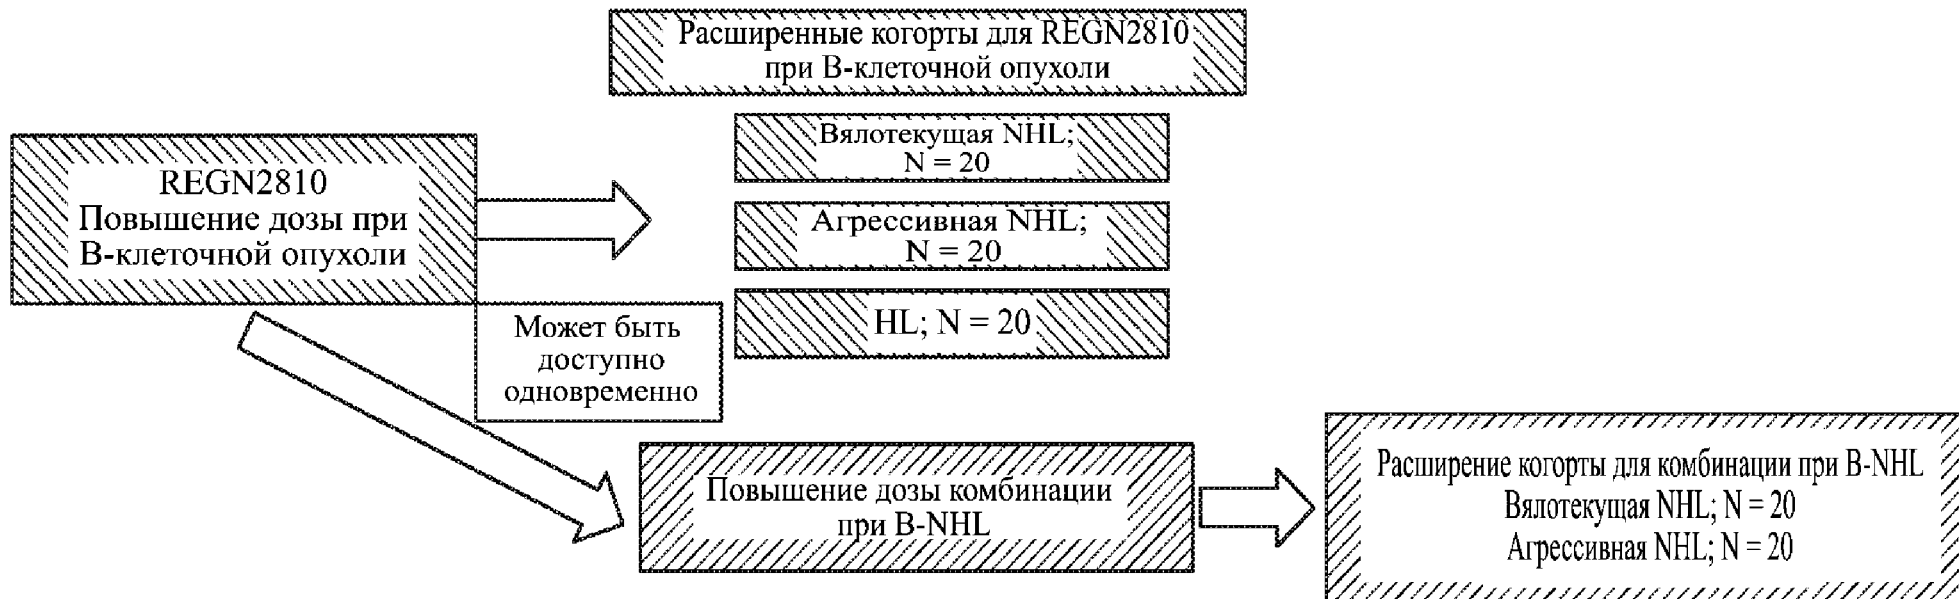 Расширенные когорты для REGN2810
при В-клеточной опухоли
Вялотекущая NHL;
N = 20
REGN2810
Повышение дозы при
В-клеточной опухоли
Агрессивная NHL;
N = 20
HL; N = 20
Может быть
доступно
одновременно
Повышение дозы комбинации
при B-NHL
Расширение когорты для комбинации при B-NHL
Вялотекущая NHL; N = 20
Агрессивная NHL; N = 20